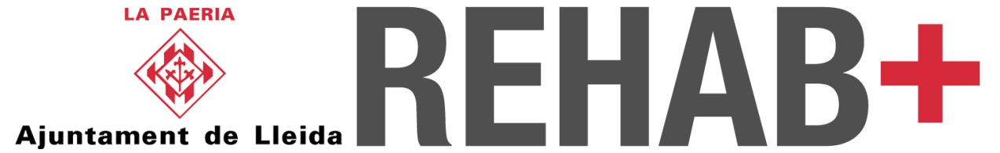 LA PAERIA
Ajuntament de Lleida
REHAB+